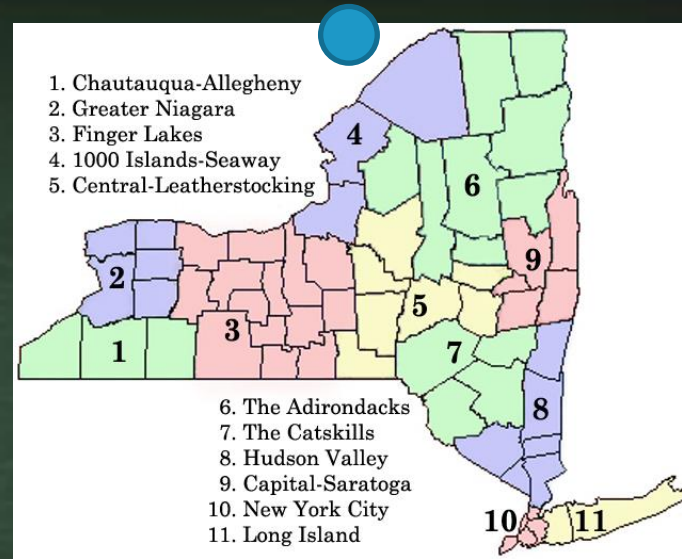 1. Chautauqua-Allegheny
2. Greater Niagara
3. Finger Lakes
4. 1000 Islands-Seaway
5. Central-Leatherstocking
4
6
9
2
5
3
1
7
8
6. The Adirondacks
7. The Catskills
8. Hudson Valley
9. Capital-Saratoga
10. New York City
11. Long Island
10
11